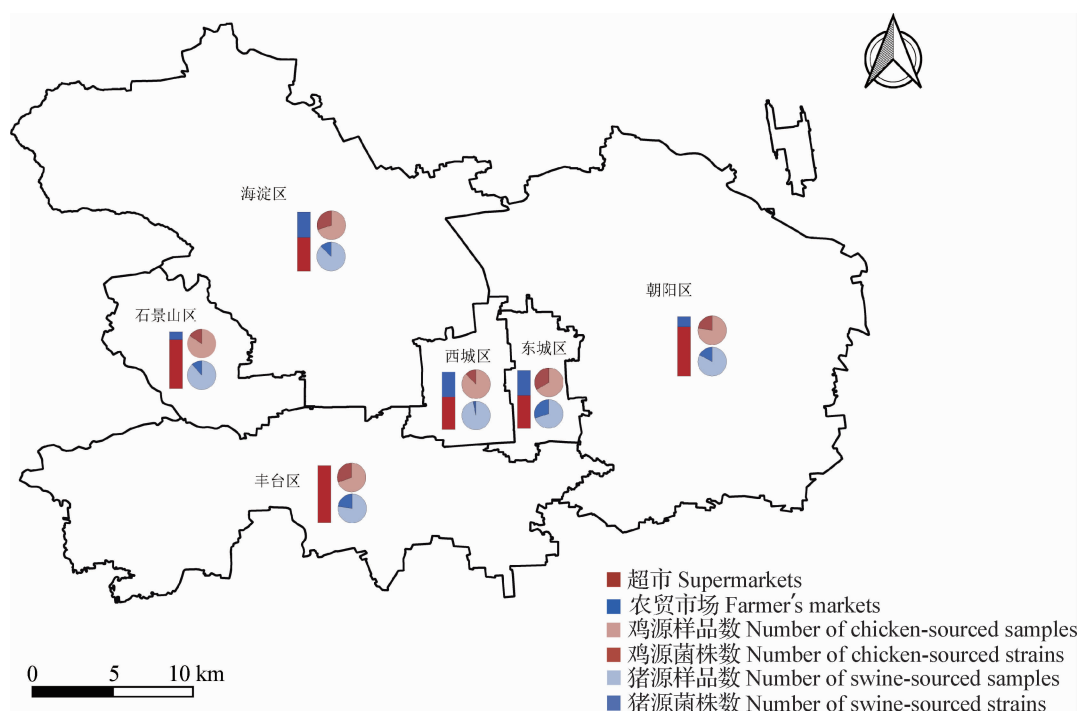 海淀区
朝阳区
石景山区
西城区
东城区
丰台区
超市 Supermarkets
农贸市场 Farmer's markets
鸡源样品数 Number of chicken-sourced samples
鸡源菌株数 Number of chicken-sourced strains
猪源样品数 Number of swine-sourced samples
猪源菌株数 Number of swine-sourced strains
0 5 10 km